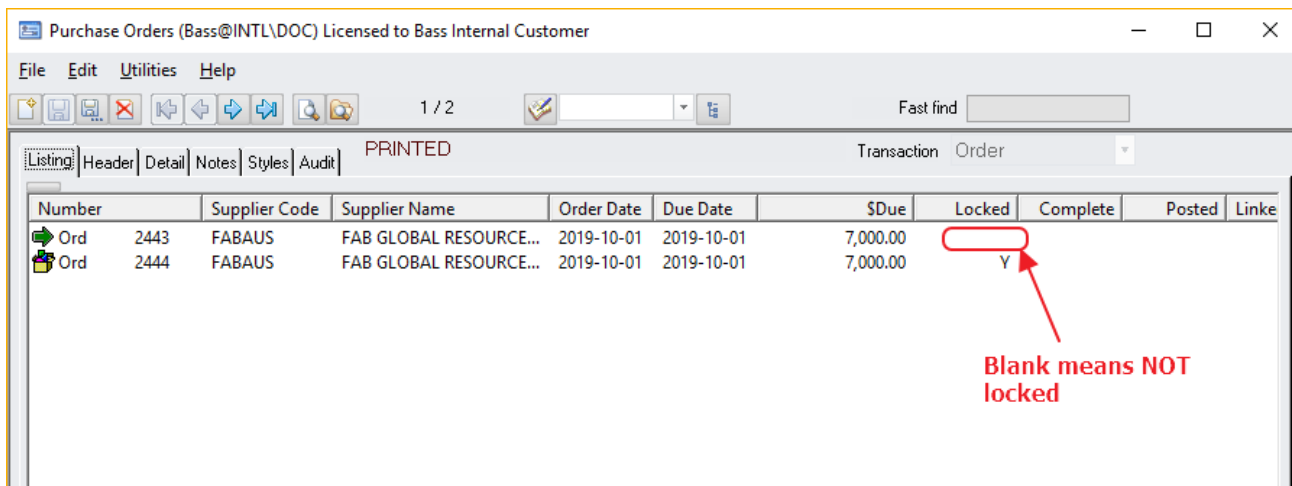 Purchase Orders (Bass@INTL\DOC) Licensed to Bass Internal Customer
File Edit Utilities Help
1 / 2 Fast find
Listing Header Detail Notes Styles Audit PRINTED Transaction Order
Number Supplier Code Supplier Name Order Date Due Date $Due Locked Complete Posted Linke
Ord 2443 FABAUS FAB GLOBAL RESOURCE... 2019-10-01 2019-10-01 7,000.00
Ord 2444 FABAUS FAB GLOBAL RESOURCE... 2019-10-01 2019-10-01 7,000.00 Y
Blank means NOT
locked